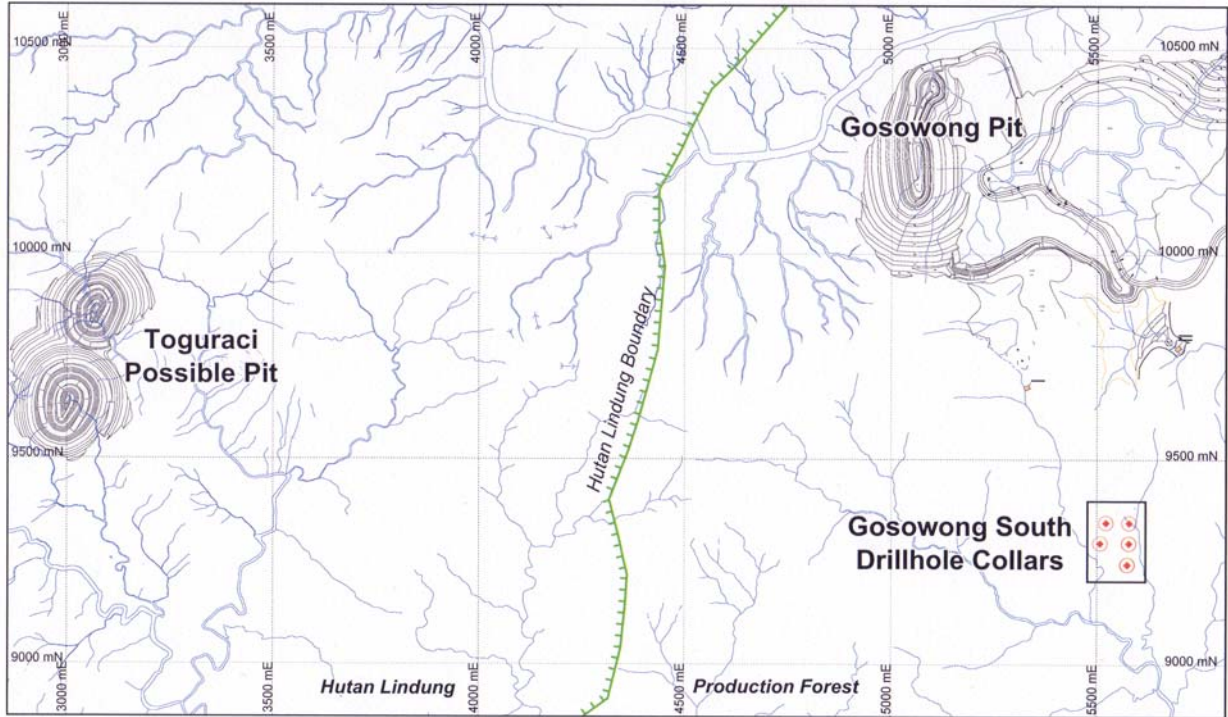 3000 mE
3500 mE
4000 mE
4500 mE
5000 mE
5500 mE
10500 mN
10500 mN
Gosowong Pit
10000 mN
10000 mN
Toguraci
Possible Pit
Hutan Lindung Boundary
9500 mN
9500 mN
Gosowong South
Drillhole Collars
9000 mN
9000 mN
Hutan Lindung
Production Forest
3000 mE
3500 mE
4000 mE
4500 mE
5000 mE
5500 mE